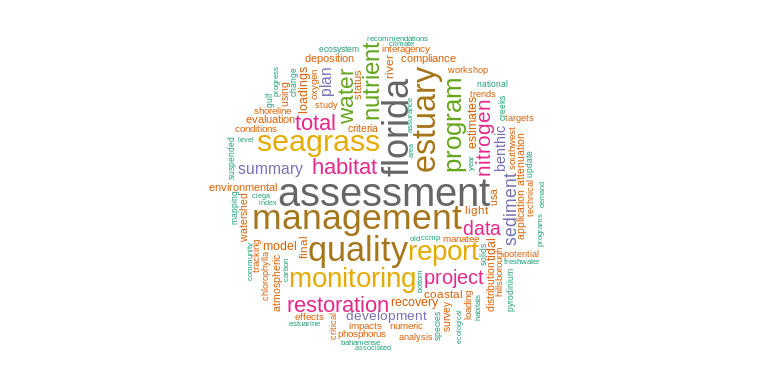 recommendations
climate
ecosystem
interagency
deposition
compliance
river
nutrient
water
plan
status
workshop
progress
change
oxygen
loadings
using
gulf
national
trends
florida
estuary
program
study
shoreline
creeks
evaluation
total
criteria
assurance
estimates
targets
conditions
nitrogen
seagrass
level
area
southwest
benthic
suspended
summary
habitat
year
attenuation
update
environmental
assessment
ciega
index
usa
light
technical
application
demand
mapping
watershed
management
data
sediment
programs
final
model
quality
old
ccmp
manatee
report
solids
tidal
potential
freshwater
community
tracking
chlorophylla
atmospheric
carbon
monitoring
bottom
project
hillsborough
pyrodinium
distribution
restoration
recovery
coastal
loading
habitats
effects
development
survey
estuarine
critical
impacts
numeric
species
ecological
phosphorus
analysis
bahamense
associated